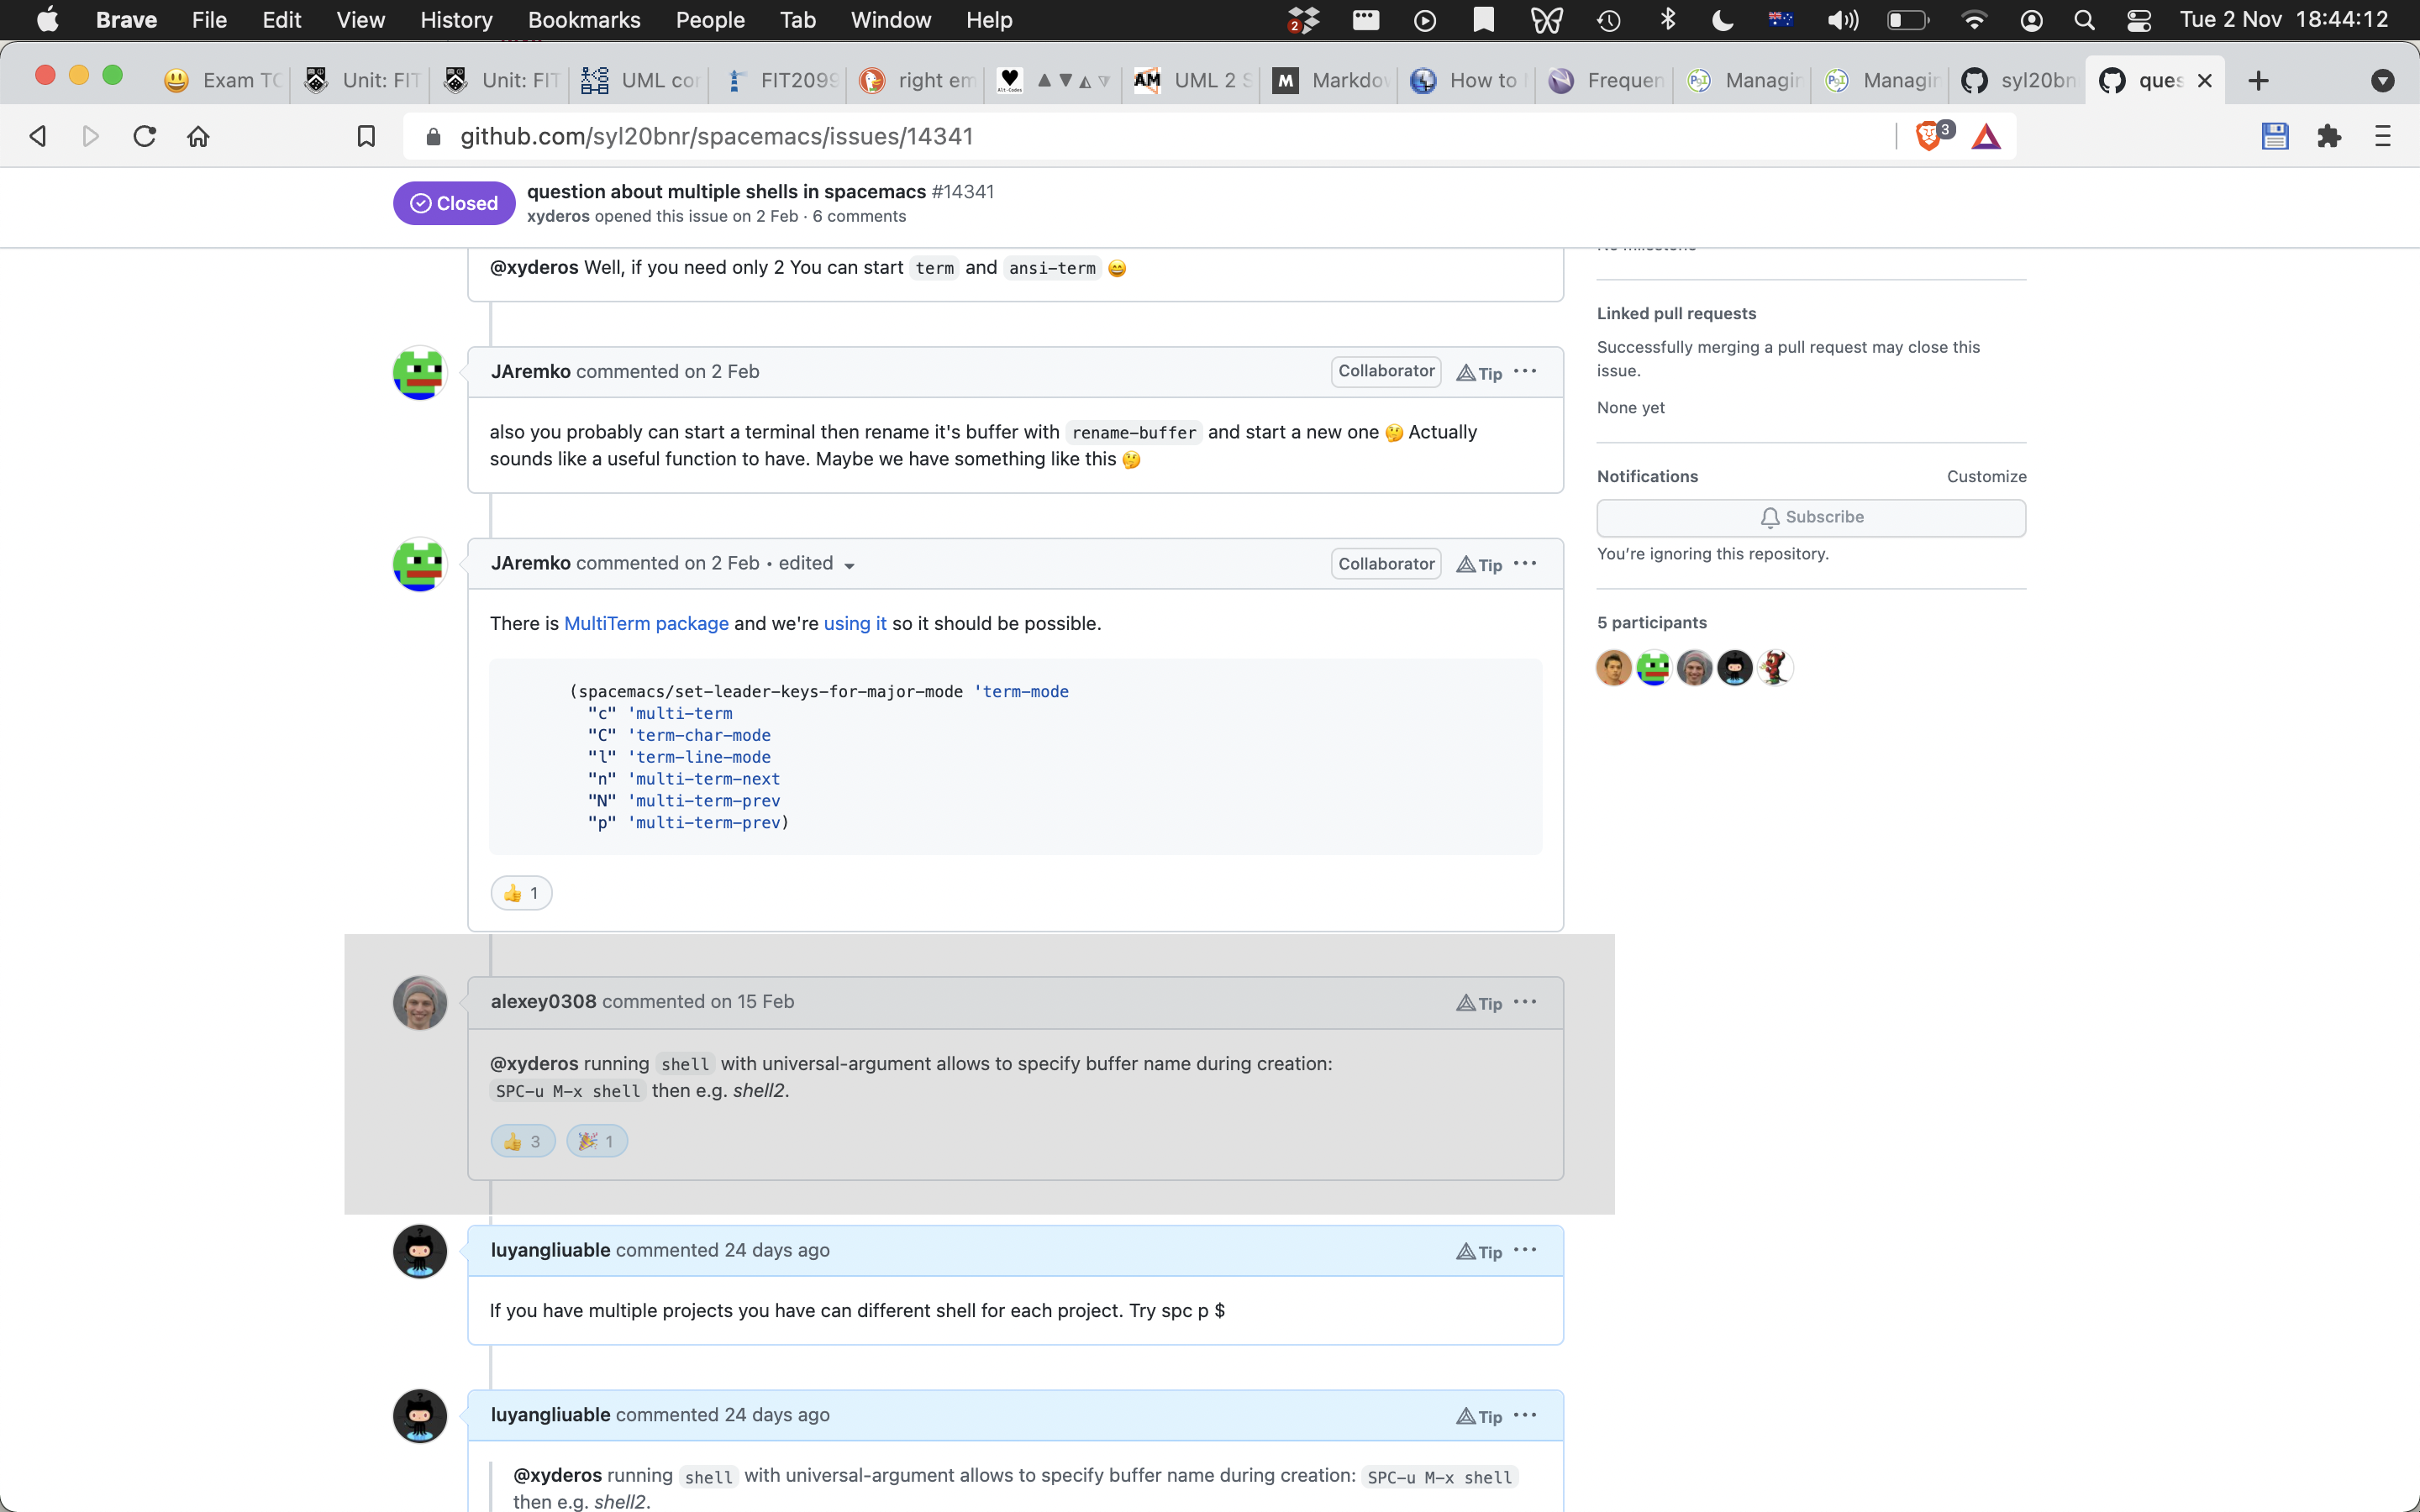 Brave File Edit View History Bookmarks People Tab Window Help 2 Tue 2 Nov 18:44:12
Exam TC Unit: FIT Unit: FIT UML cor FIT2099 right em Alt-Codes ▲ ▼ ◭ ▽ AM UML 2 S M Markdov How to Frequen Managin Managin syl20bn ques
github.com/syl20bnr/spacemacs/issues/14341 3
Closed
question about multiple shells in spacemacs #14341
xyderos opened this issue on 2 Feb · 6 comments
@xyderos Well, if you need only 2 You can start term and ansi-term 😄
JAremko commented on 2 Feb Collaborator Tip ···
also you probably can start a terminal then rename it's buffer with rename-buffer and start a new one 🤔 Actually
sounds like a useful function to have. Maybe we have something like this 🤔
JAremko commented on 2 Feb • edited Collaborator Tip ···
There is MultiTerm package and we're using it so it should be possible.
(spacemacs/set-leader-keys-for-major-mode 'term-mode
"c" 'multi-term
"C" 'term-char-mode
"l" 'term-line-mode
"n" 'multi-term-next
"N" 'multi-term-prev
"p" 'multi-term-prev)
👍 1
alexey0308 commented on 15 Feb Tip ···
@xyderos running shell with universal-argument allows to specify buffer name during creation:
SPC-u M-x shell then e.g. shell2.
👍 3 🎉 1
luyangliuable commented 24 days ago Tip ···
If you have multiple projects you have can different shell for each project. Try spc p $
luyangliuable commented 24 days ago Tip ···
@xyderos running shell with universal-argument allows to specify buffer name during creation: SPC-u M-x shell
then e.g. shell2.
Linked pull requests
Successfully merging a pull request may close this
issue.
None yet
Notifications Customize
Subscribe
You're ignoring this repository.
5 participants